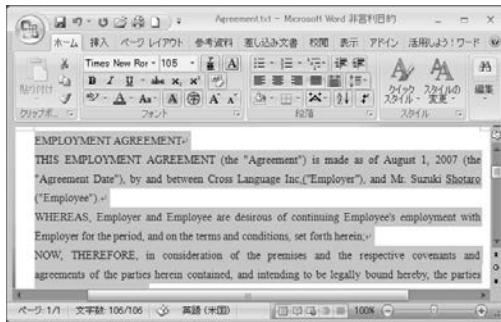 Agreement.txt - Microsoft Word 非営利目的
ホーム 挿入 ページ レイアウト 参考資料 差し込み文書 校閲 表示 アドイン 活用しよう!ワード
貼り付け
Times New Ror 105
クイック スタイル スタイルの 変更
編集
クリップボ... フォント 段落 スタイル
EMPLOYMENT AGREEMENT
THIS EMPLOYMENT AGREEMENT (the "Agreement") is made as of August 1, 2007 (the
"Agreement Date"), by and between Cross Language Inc,("Employer"), and Mr. Suzuki Shotaro
("Employee").
WHEREAS, Employer and Employee are desirous of continuing Employee's employment with
Employer for the period, and on the terms and conditions, set forth herein;
NOW, THEREFORE, in consideration of the premises and the respective covenants and
agreements of the parties herein contained, and intending to be legally bound hereby, the parties
ページ: 1/1 文字数: 106/106 英語 (米国) 100%